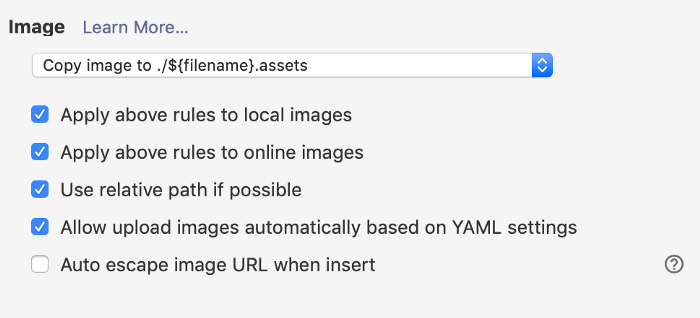 Image Learn More...
Copy image to ./${filename}.assets
Apply above rules to local images
Apply above rules to online images
Use relative path if possible
Allow upload images automatically based on YAML settings
Auto escape image URL when insert ?